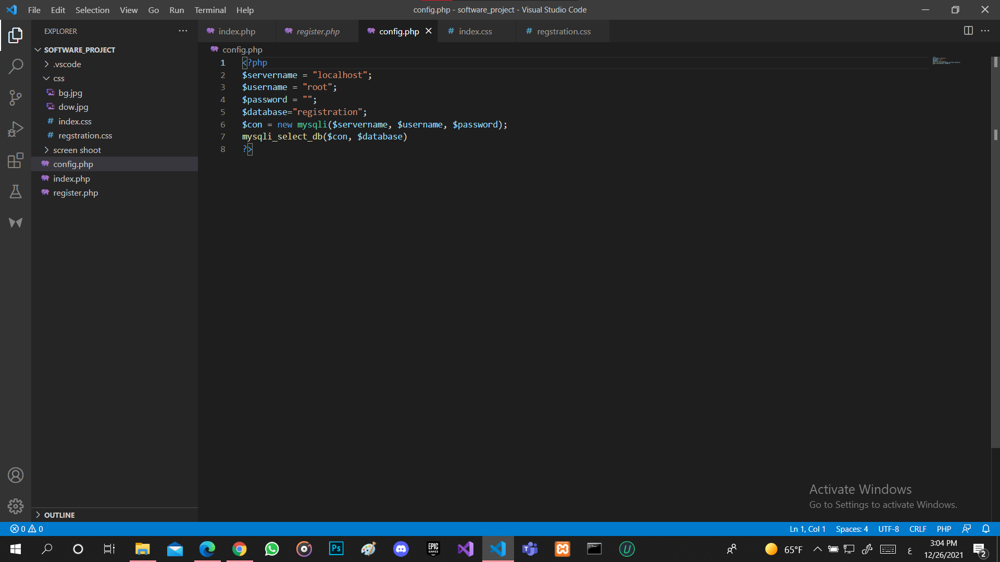 File Edit Selection View Go Run Terminal Help
config.php - software_project - Visual Studio Code
EXPLORER
index.php
register.php
config.php
# index.css
# regstration.css
SOFTWARE_PROJECT
.vscode
css
bg.jpg
dow.jpg
# index.css
# regstration.css
screen shoot
config.php
index.php
register.php
OUTLINE
config.php
1 <?php
2 $servername = "localhost";
3 $username = "root";
4 $password = "";
5 $database="registration";
6 $con = new mysqli($servername, $username, $password);
7 mysqli_select_db($con, $database)
8 ?>
Activate Windows
Go to Settings to activate Windows.
0 0
Ln 1, Col 1 Spaces: 4 UTF-8 CRLF PHP
Ps
EPIC
GAMES
U
65°F
ع
3:04 PM
12/26/2021
2